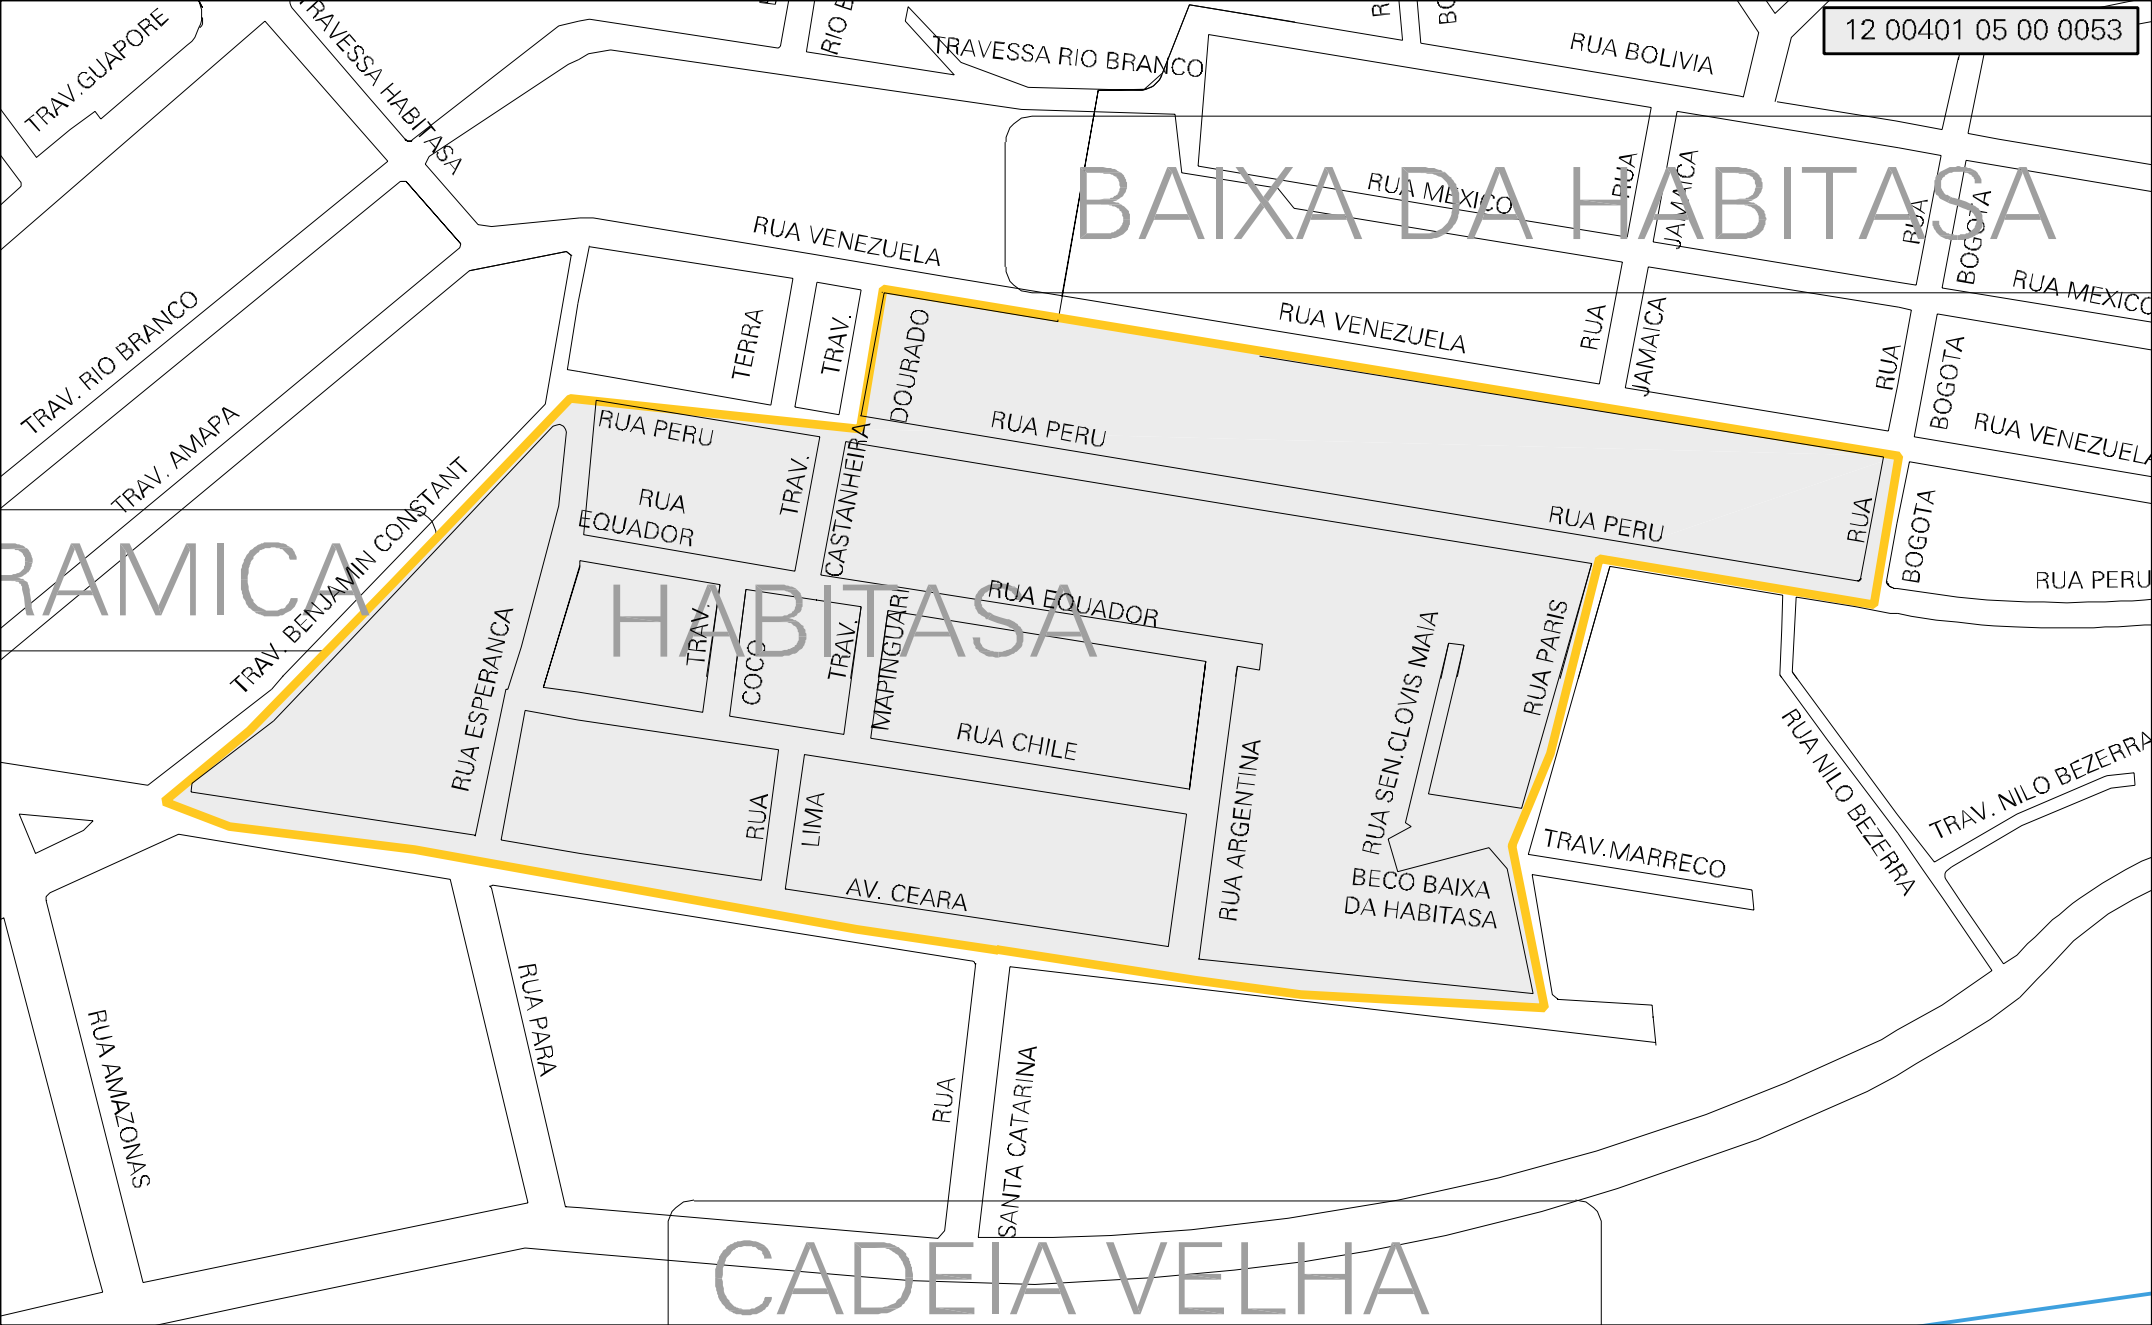 12 00401 05 00 0053
TRAV.GUAPORE
TRAVESSA HABITASA
TRAVESSA RIO BRANCO
RUA BOLIVIA
BAIXA DA HABITASA
RUA MEXICO
RUA
JAMAICA
RUA
BOGOTA
RUA MEXICO
RUA VENEZUELA
RUA VENEZUELA
RUA
JAMAICA
RUA
BOGOTA
RUA VENEZUELA
TRAV. RIO BRANCO
TRAV. AMAPA
TRAV. BENJAMIN CONSTANT
TERRA
TRAV.
DOURADO
RUA PERU
RUA PERU
RUA PERU
RUA
BOGOTA
RUA PERU
RUA
EQUADOR
TRAV.
CASTANHEIRA
RAMICA
HABITASA
RUA EQUADOR
TRAV.
COCO
TRAV.
MAPINGUARI
RUA ESPERANCA
RUA CHILE
RUA
LIMA
AV. CEARA
RUA ARGENTINA
RUA SEN.CLOVIS MAIA
RUA PARIS
BECO BAIXA
DA HABITASA
TRAV.MARRECO
RUA NILO BEZERRA
TRAV. NILO BEZERRA
RUA AMAZONAS
RUA PARA
RUA
SANTA CATARINA
CADEIA VELHA